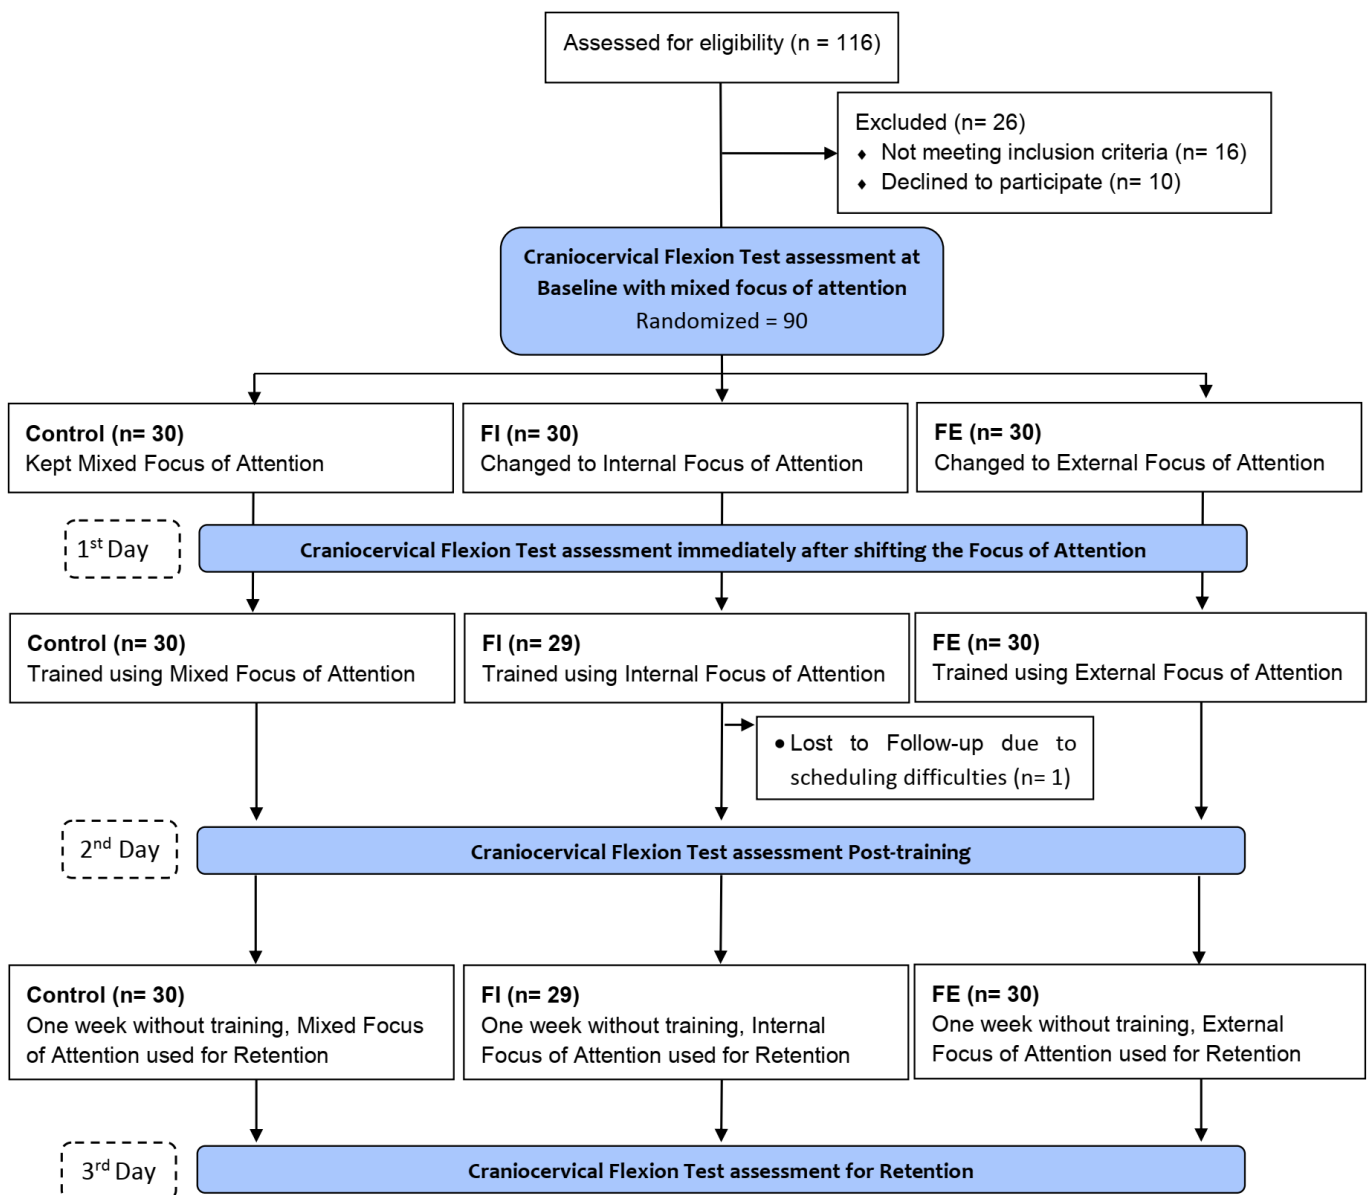 Assessed for eligibility (n = 116)
Excluded (n= 26)
♦ Not meeting inclusion criteria (n= 16)
♦ Declined to participate (n= 10)
Craniocervical Flexion Test assessment at
Baseline with mixed focus of attention
Randomized = 90
Control (n= 30)
Kept Mixed Focus of Attention
FI (n= 30)
Changed to Internal Focus of Attention
FE (n= 30)
Changed to External Focus of Attention
1st Day
Craniocervical Flexion Test assessment immediately after shifting the Focus of Attention
Control (n= 30)
Trained using Mixed Focus of Attention
FI (n= 29)
Trained using Internal Focus of Attention
FE (n= 30)
Trained using External Focus of Attention
• Lost to Follow-up due to
scheduling difficulties (n= 1)
2nd Day
Craniocervical Flexion Test assessment Post-training
Control (n= 30)
One week without training, Mixed Focus
of Attention used for Retention
FI (n= 29)
One week without training, Internal
Focus of Attention used for Retention
FE (n= 30)
One week without training, External
Focus of Attention used for Retention
3rd Day
Craniocervical Flexion Test assessment for Retention